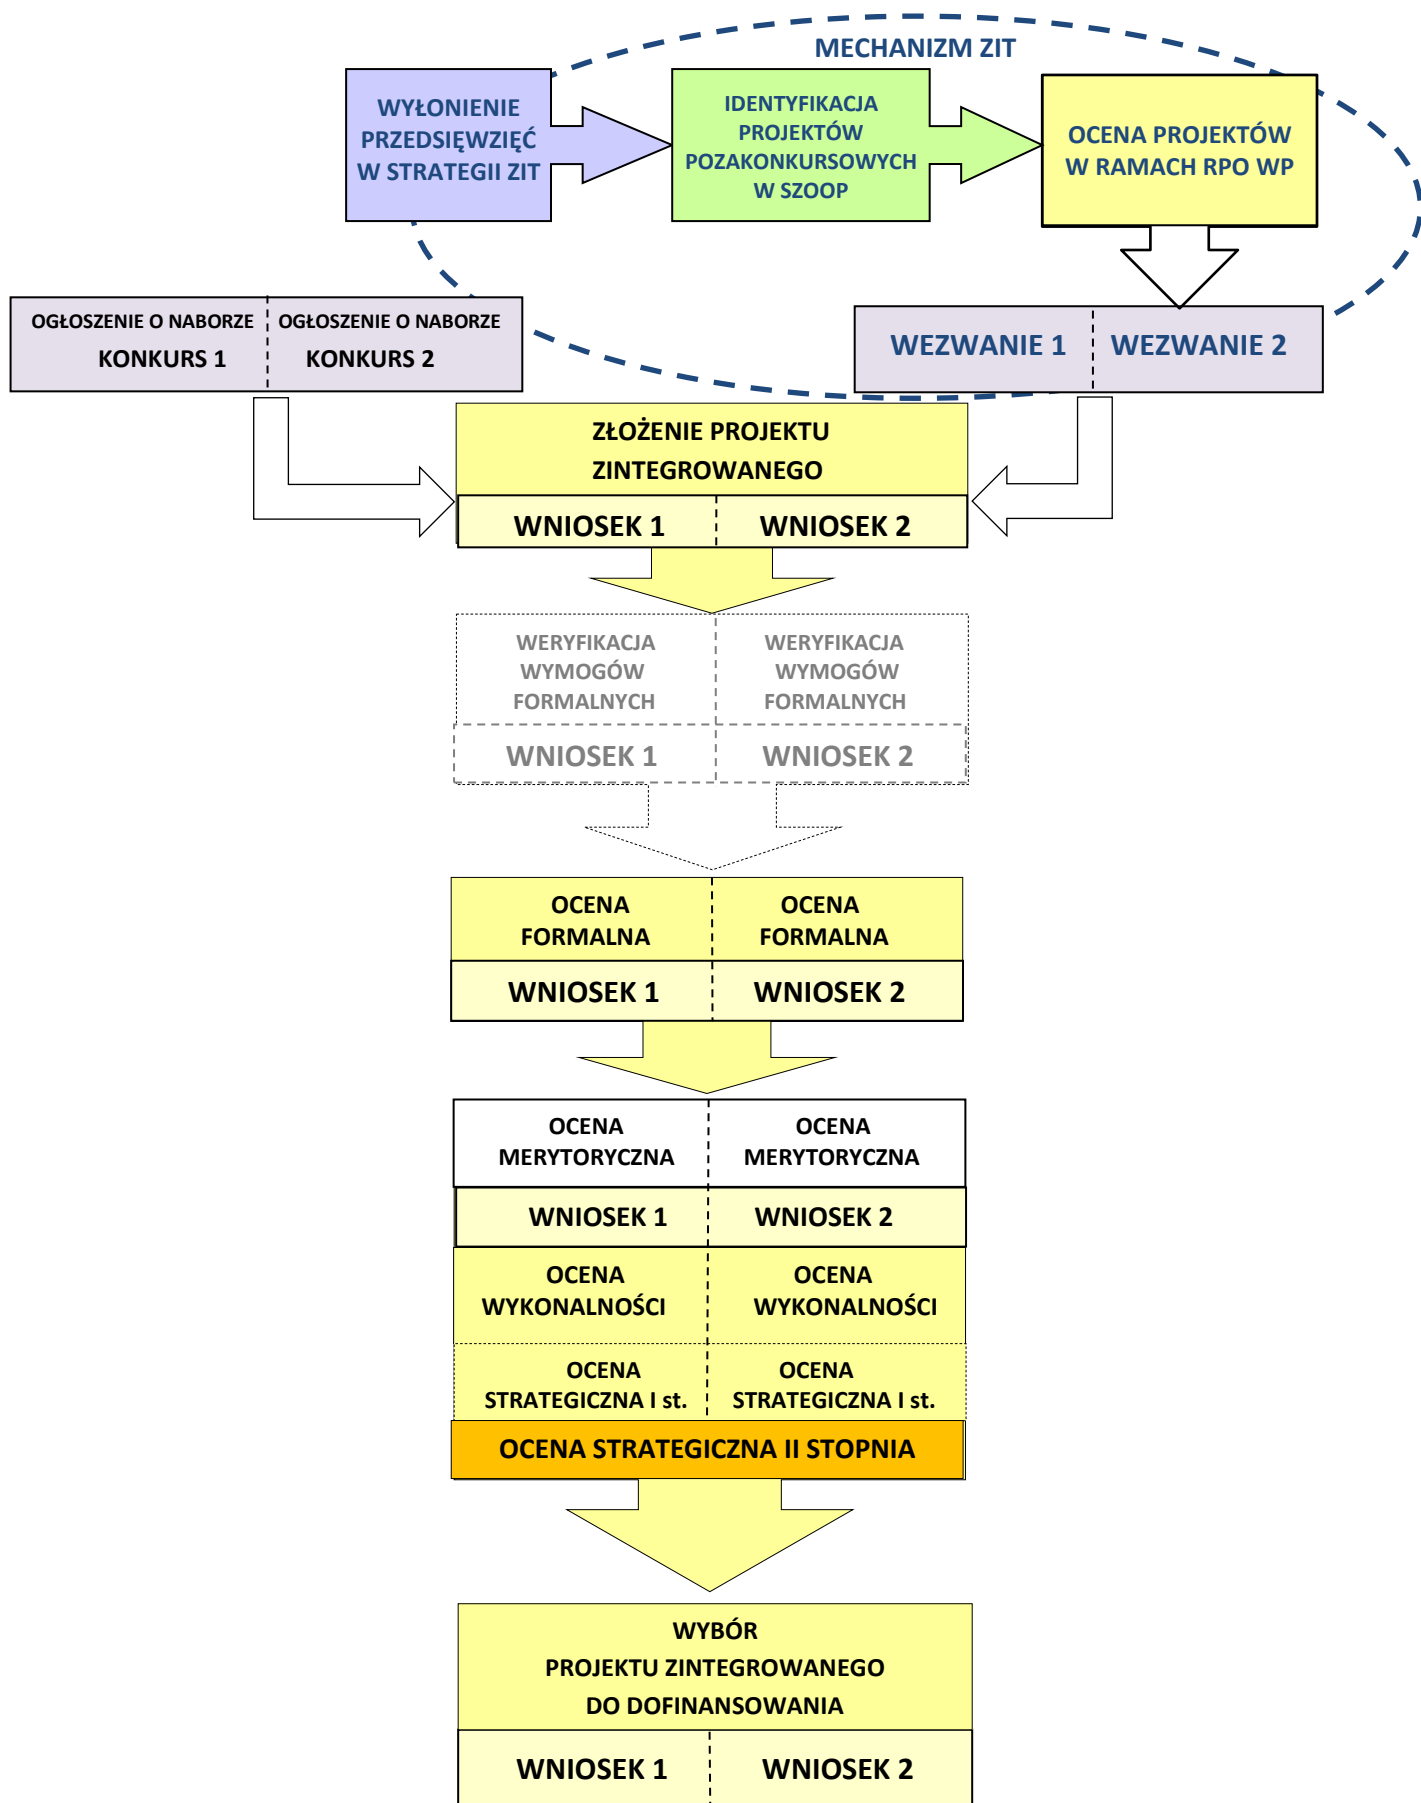 MECHANIZM ZIT
WYŁONIENIE
PRZEDSIĘWZIĘĆ
W STRATEGII ZIT
IDENTYFIKACJA
PROJEKTÓW
POZAKONKURSOWYCH
W SZOOP
OCENA PROJEKTÓW
W RAMACH RPO WP
OGŁOSZENIE O NABORZE
KONKURS 1
OGŁOSZENIE O NABORZE
KONKURS 2
WEZWANIE 1
WEZWANIE 2
ZŁOŻENIE PROJEKTU
ZINTEGROWANEGO
WNIOSEK 1
WNIOSEK 2
WERYFIKACJA
WYMOGÓW
FORMALNYCH
WERYFIKACJA
WYMOGÓW
FORMALNYCH
WNIOSEK 1
WNIOSEK 2
OCENA
FORMALNA
OCENA
FORMALNA
WNIOSEK 1
WNIOSEK 2
OCENA
MERYTORYCZNA
OCENA
MERYTORYCZNA
WNIOSEK 1
WNIOSEK 2
OCENA
WYKONALNOŚCI
OCENA
WYKONALNOŚCI
OCENA
STRATEGICZNA I st.
OCENA
STRATEGICZNA I st.
OCENA STRATEGICZNA II STOPNIA
WYBÓR
PROJEKTU ZINTEGROWANEGO
DO DOFINANSOWANIA
WNIOSEK 1
WNIOSEK 2